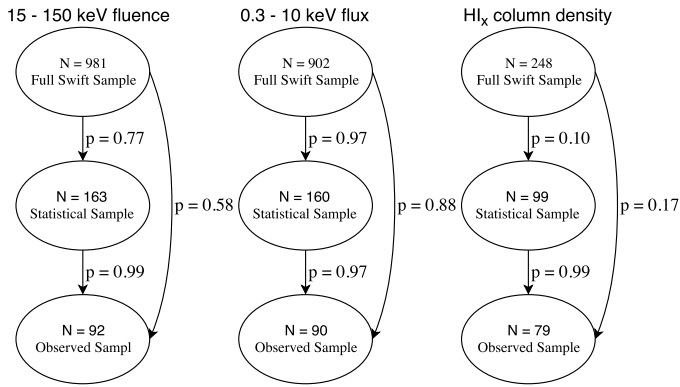 15 - 150 keV fluence
N = 981
Full Swift Sample
p = 0.77
N = 163
Statistical Sample
p = 0.58
p = 0.99
N = 92
Observed Sampl
0.3 - 10 keV flux
N = 902
Full Swift Sample
p = 0.97
N = 160
Statistical Sample
p = 0.88
p = 0.97
N = 90
Observed Sample
HIx column density
N = 248
Full Swift Sample
p = 0.10
N = 99
Statistical Sample
p = 0.17
p = 0.99
N = 79
Observed Sample